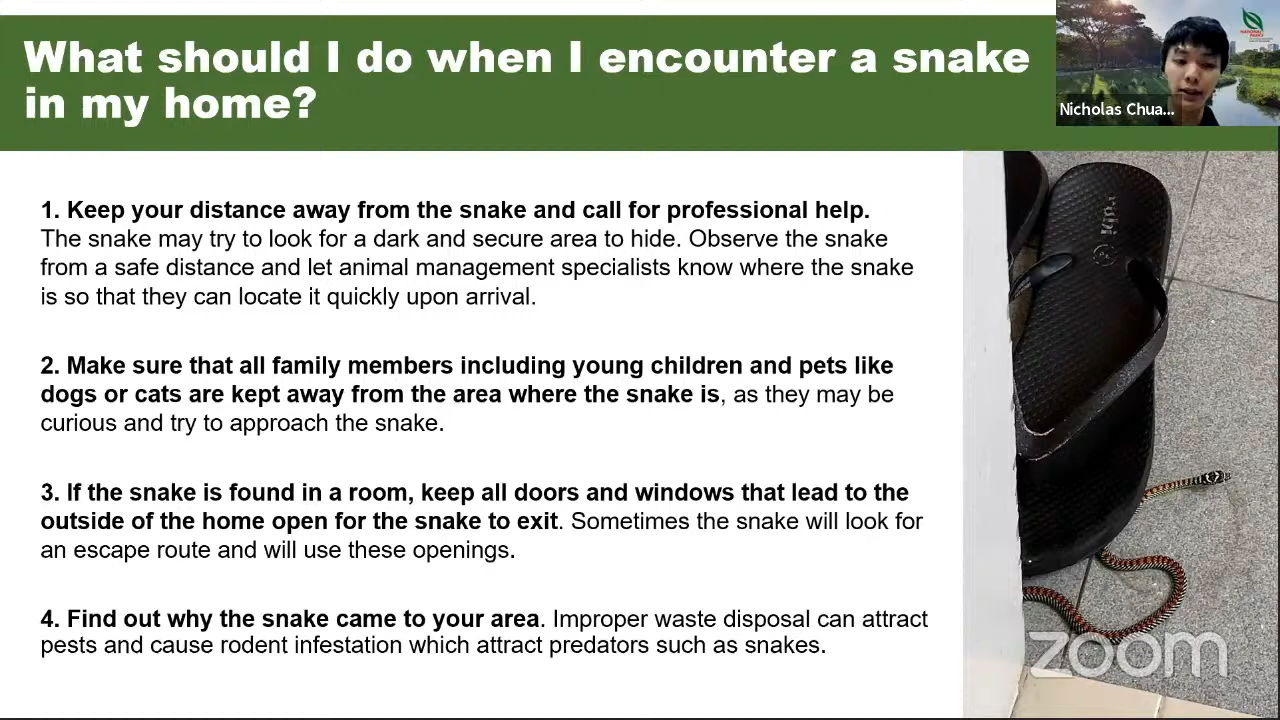 What should I do when I encounter a snake
in my home?
Nicholas Chua...
1. Keep your distance away from the snake and call for professional help.
The snake may try to look for a dark and secure area to hide. Observe the snake
from a safe distance and let animal management specialists know where the snake
is so that they can locate it quickly upon arrival.
2. Make sure that all family members including young children and pets like
dogs or cats are kept away from the area where the snake is, as they may be
curious and try to approach the snake.
3. If the snake is found in a room, keep all doors and windows that lead to the
outside of the home open for the snake to exit. Sometimes the snake will look for
an escape route and will use these openings.
4. Find out why the snake came to your area. Improper waste disposal can attract
pests and cause rodent infestation which attract predators such as snakes.
zoom